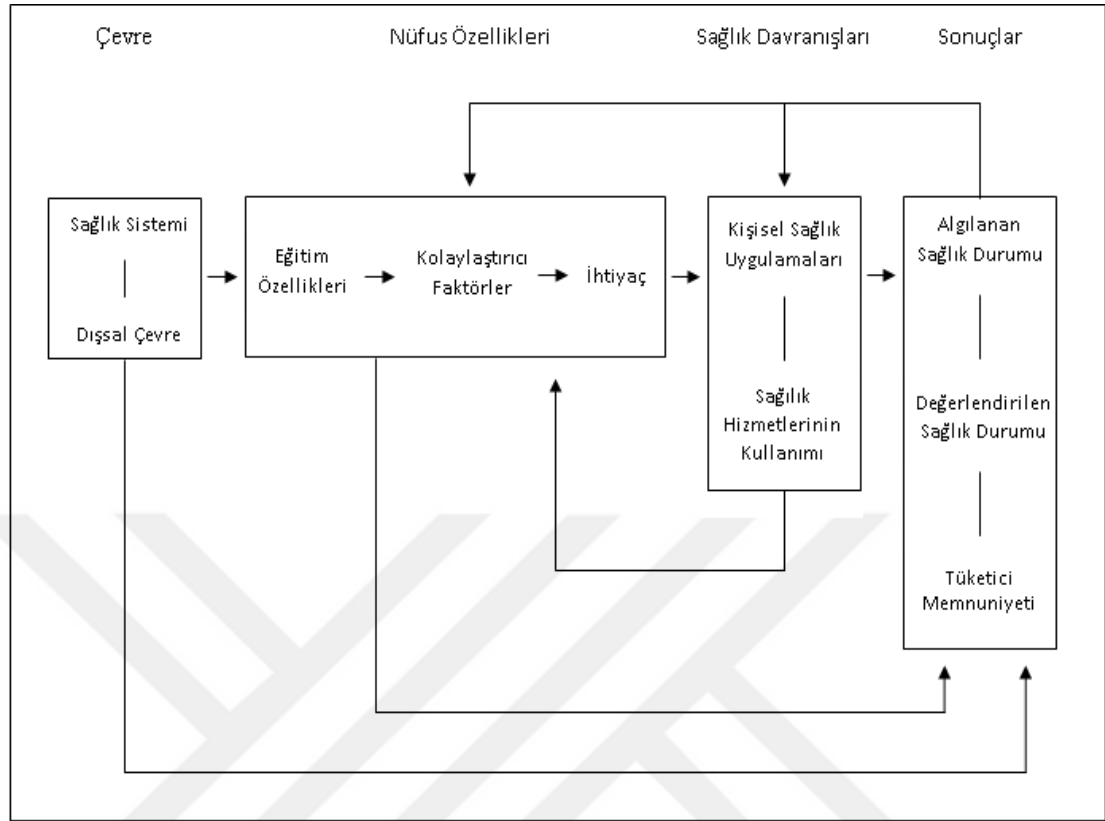 Çevre
Nüfus Özellikleri
Sağlık Davranışları
Sonuçlar
Sağlık Sistemi
Dışsal Çevre
Eğitim
Özellikleri
Kolaylaştırıcı
Faktörler
İhtiyaç
Kişisel Sağlık
Uygulamaları
Sağılık
Hizmetlerinin
Kullanımı
Algılanan
Sağlık Durumu
Değerlendirilen
Sağlık Durumu
Tüketici
Memnuniyeti